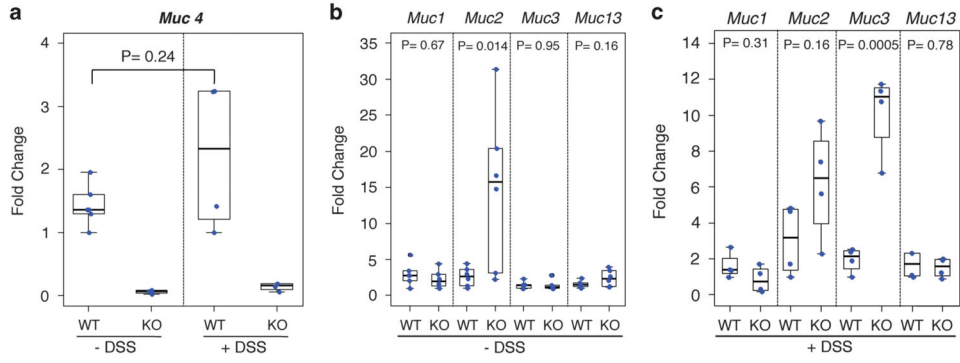 a
Muc 4
Fold Change
4
3
2
1
0
P= 0.24
WT KO WT KO
- DSS + DSS
b
Muc1 Muc2 Muc3 Muc13
P= 0.67 P= 0.014 P= 0.95 P= 0.16
Fold Change
35
30
25
20
15
10
5
0
WT KO WT KO WT KO WT KO
- DSS
c
Muc1 Muc2 Muc3 Muc13
P= 0.31 P= 0.16 P= 0.0005 P= 0.78
Fold Change
14
12
10
8
6
4
2
0
WT KO WT KO WT KO WT KO
+ DSS